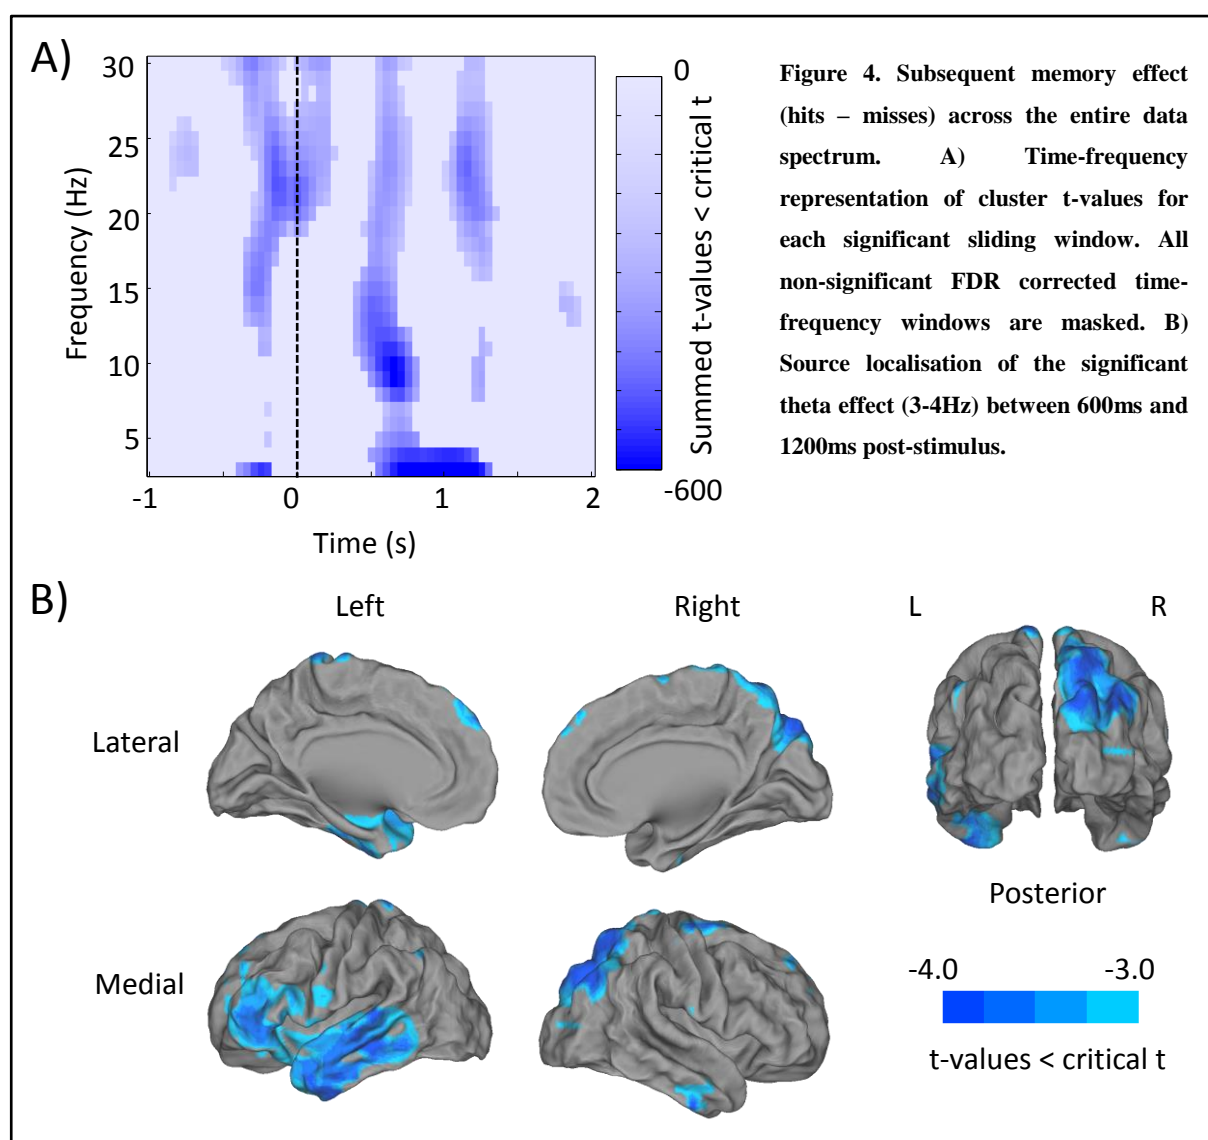 A)
30
25
20
15
10
5
Frequency (Hz)
-1
0
1
2
Time (s)
0
Summed t-values < critical t
-600
Figure 4. Subsequent memory effect
(hits – misses) across the entire data
spectrum. A) Time-frequency
representation of cluster t-values for
each significant sliding window. All
non-significant FDR corrected time-
frequency windows are masked. B)
Source localisation of the significant
theta effect (3-4Hz) between 600ms and
1200ms post-stimulus.
B)
Left
Right
L
R
Lateral
Posterior
Medial
-4.0
-3.0
t-values < critical t